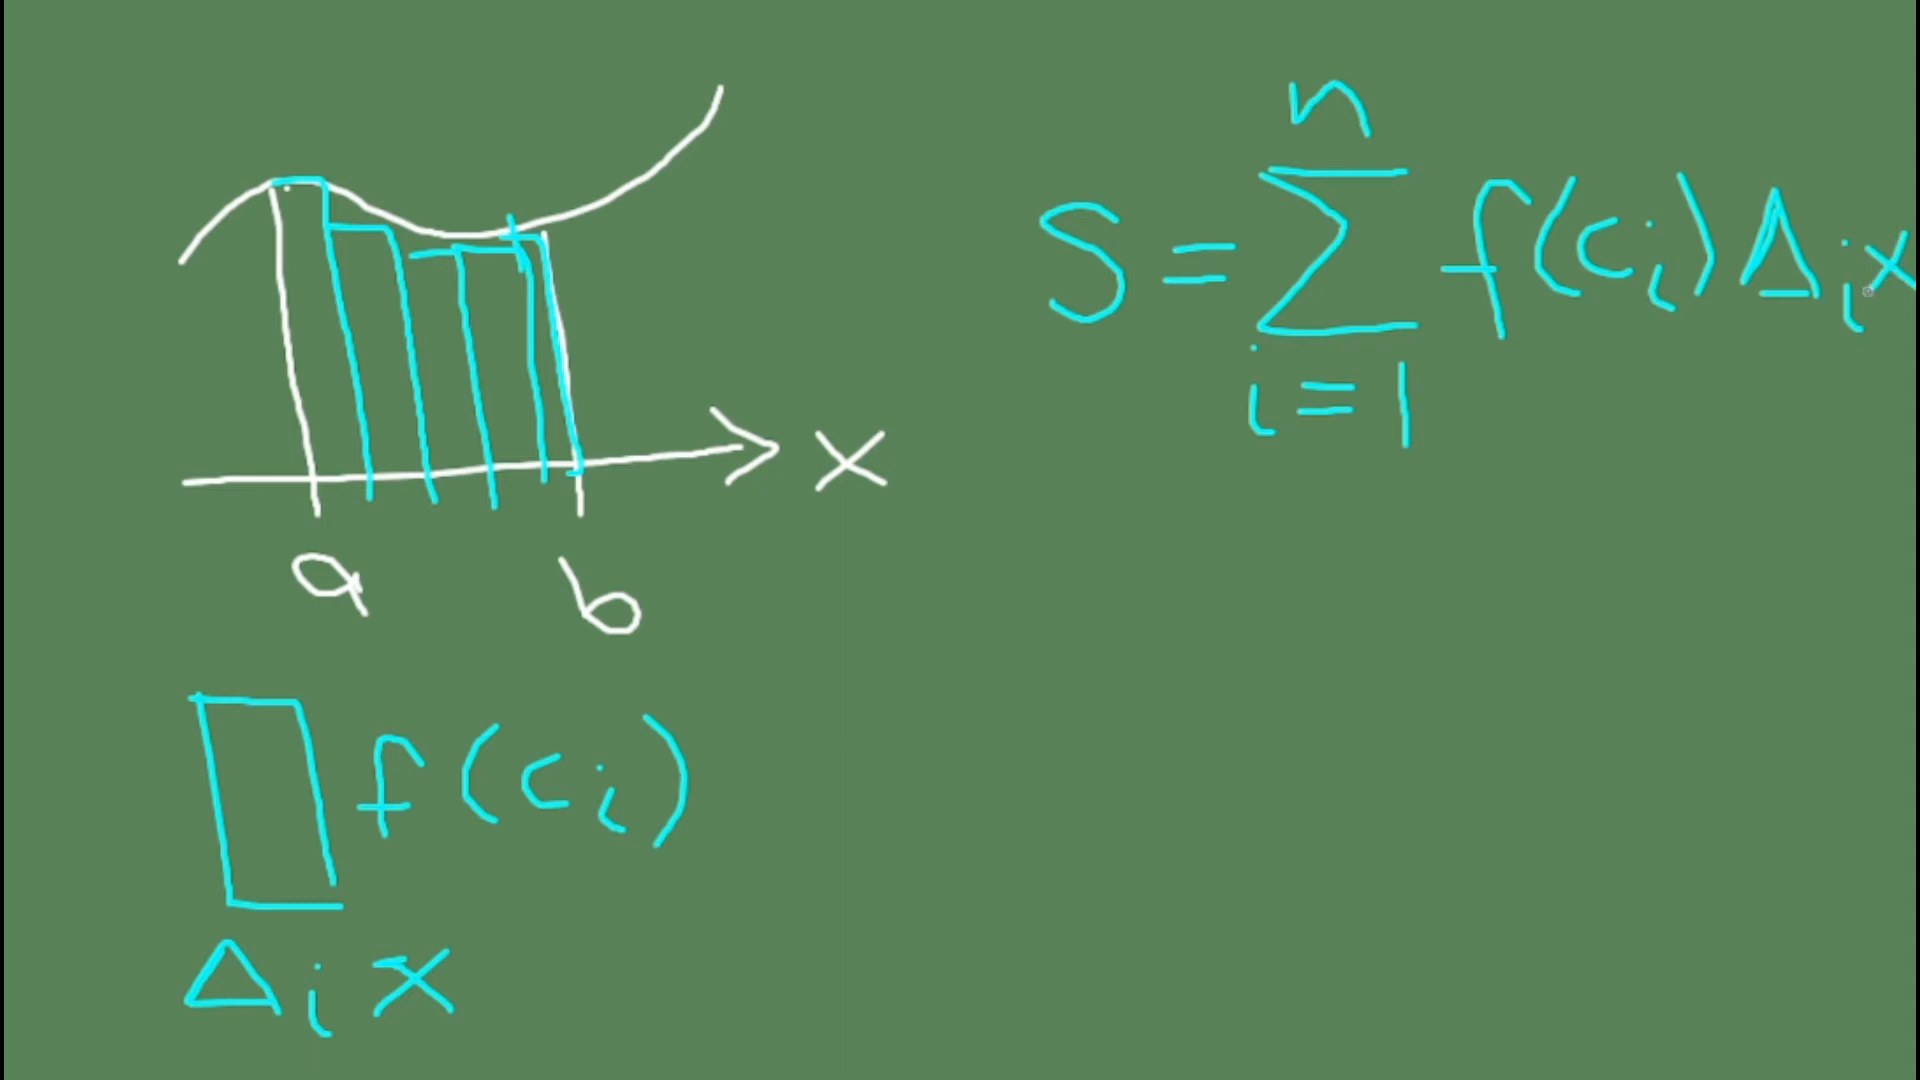 n
S = Σ f(cᵢ)Δᵢx
i=1
x
a b
f(cᵢ)
Δᵢx